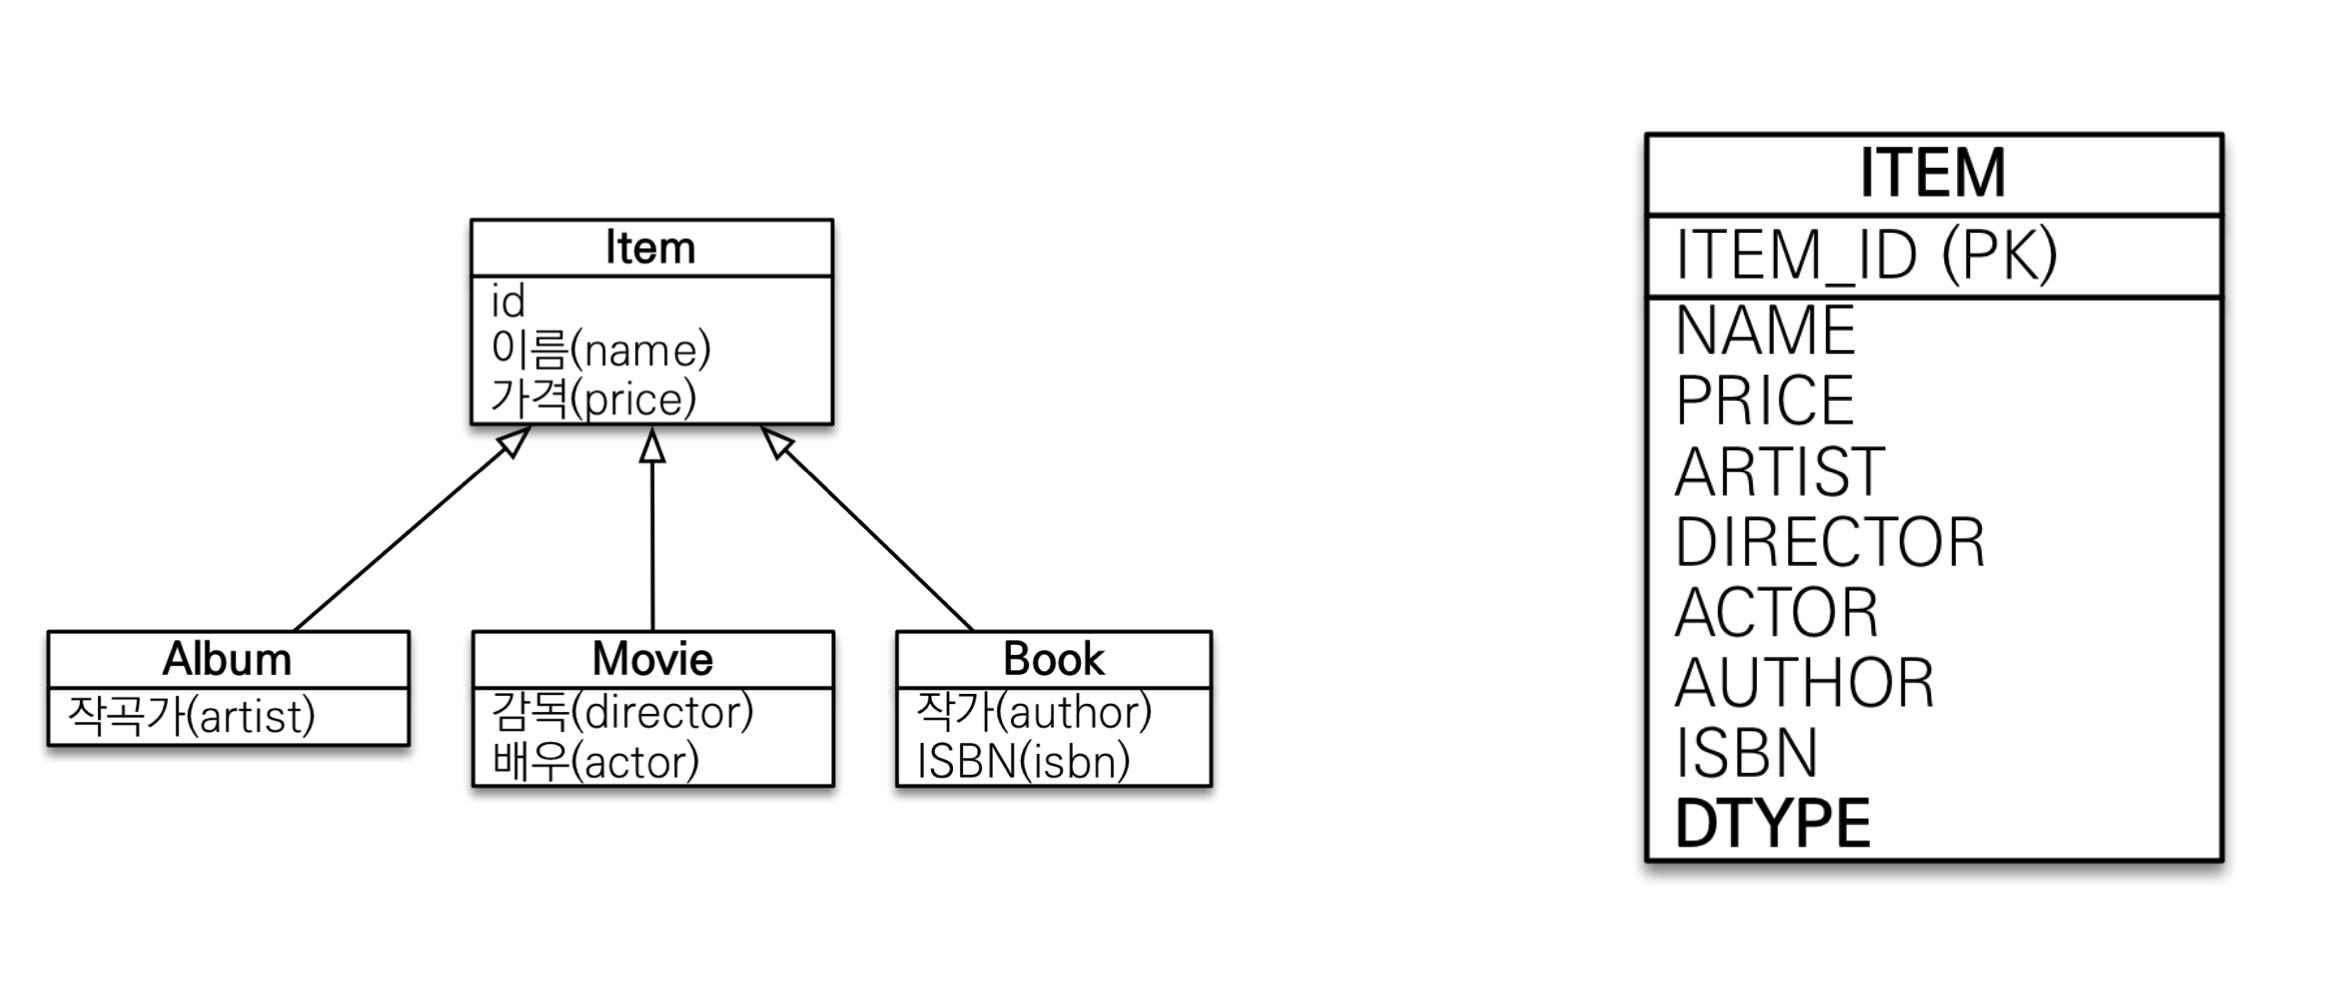 Item
id
이름(name)
가격(price)
Album
작곡가(artist)
Movie
감독(director)
배우(actor)
Book
작가(author)
ISBN(isbn)
ITEM
ITEM_ID (PK)
NAME
PRICE
ARTIST
DIRECTOR
ACTOR
AUTHOR
ISBN
DTYPE